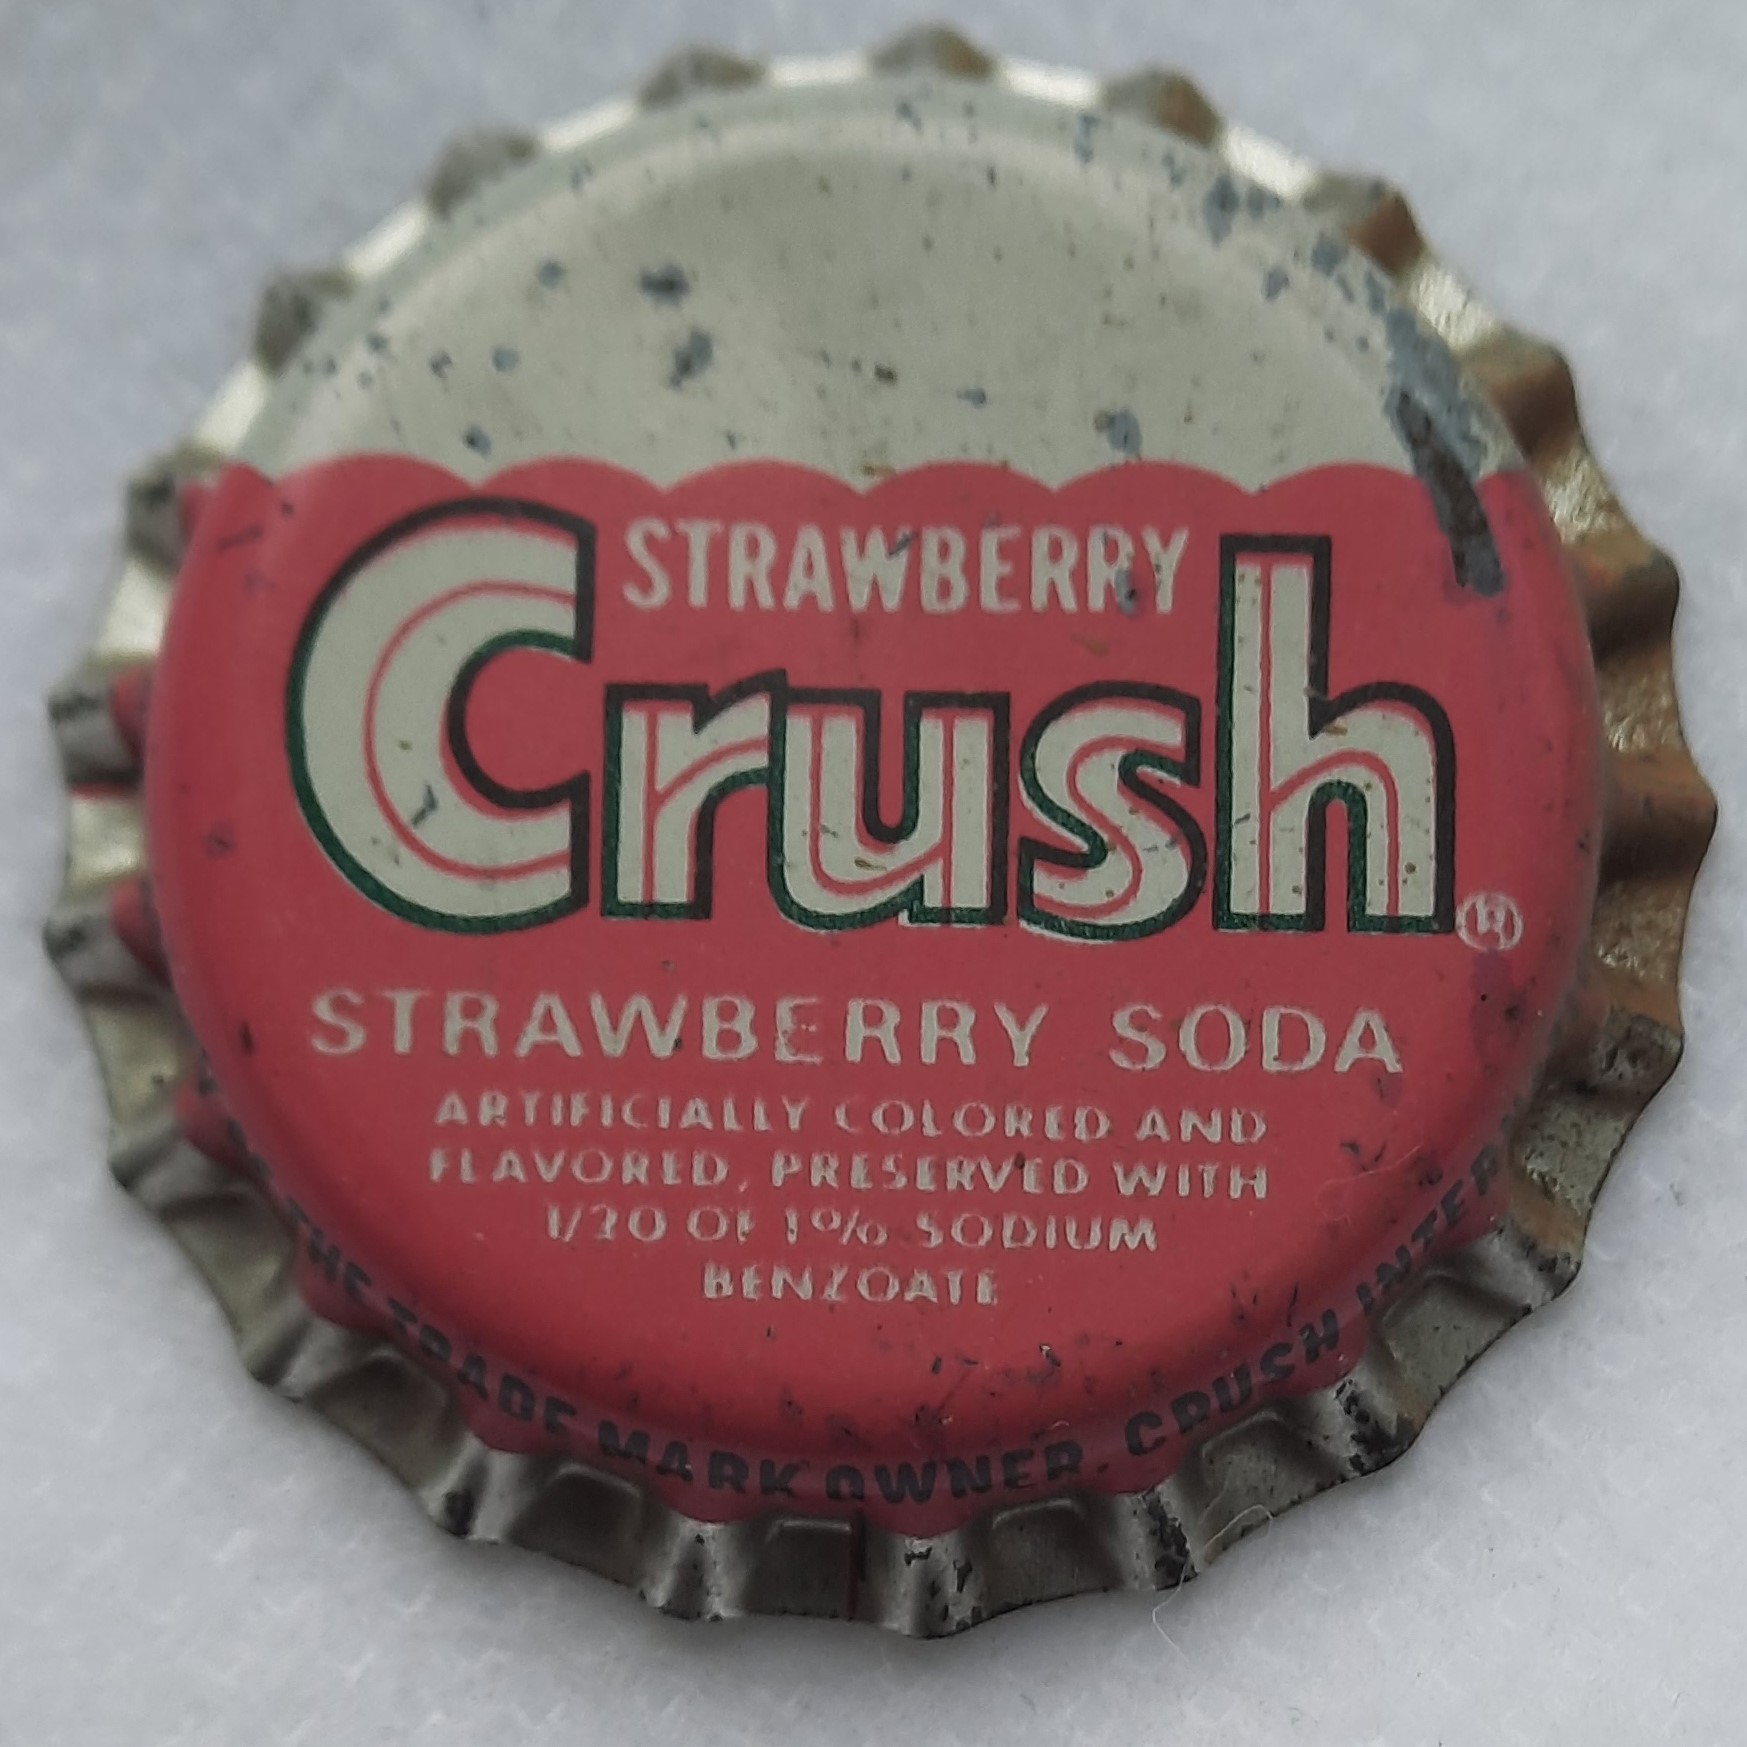 STRAWBERRY
Crush®
STRAWBERRY SODA
ARTIFICIALLY COLORED AND
FLAVORED, PRESERVED WITH
1/20 OF 1% SODIUM
BENZOATE
THE TRADE MARK OWNER. CRUSH